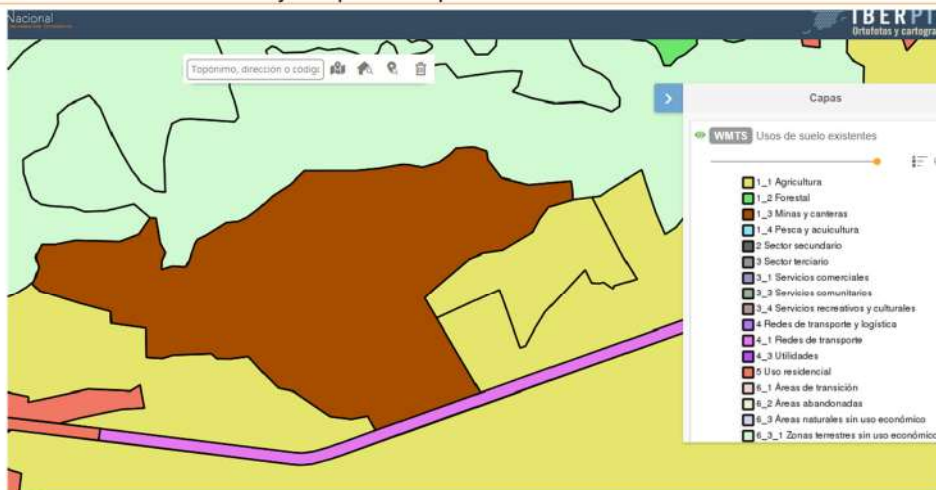 Nacional
IBERPI
Ortofotos y cartogra
Topónimo, dirección o códig
Capas
WMTS Usos de suelo existentes
1_1 Agricultura
1_2 Forestal
1_3 Minas y canteras
1_4 Pesca y acuicultura
2 Sector secundario
3 Sector terciario
3_1 Servicios comerciales
3_3 Servicios comunitarios
3_4 Servicios recreativos y culturales
4 Redes de transporte y logística
4_1 Redes de transporte
4_3 Utilidades
5 Uso residencial
6_1 Áreas de transición
6_2 Áreas abandonadas
6_3 Áreas naturales sin uso económico
6_3_1 Zonas terrestres sin uso económico